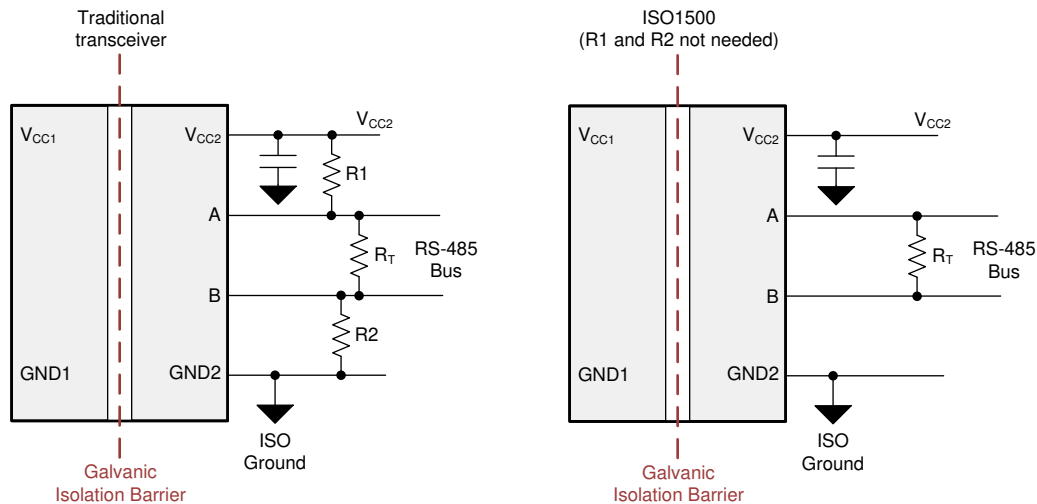 Traditional
transceiver
VCC1
VCC2
VCC2
R1
A
RT
RS-485
Bus
B
R2
GND1
GND2
ISO
Ground
Galvanic
Isolation Barrier
ISO1500
(R1 and R2 not needed)
VCC1
VCC2
VCC2
A
RT
RS-485
Bus
B
GND1
GND2
ISO
Ground
Galvanic
Isolation Barrier